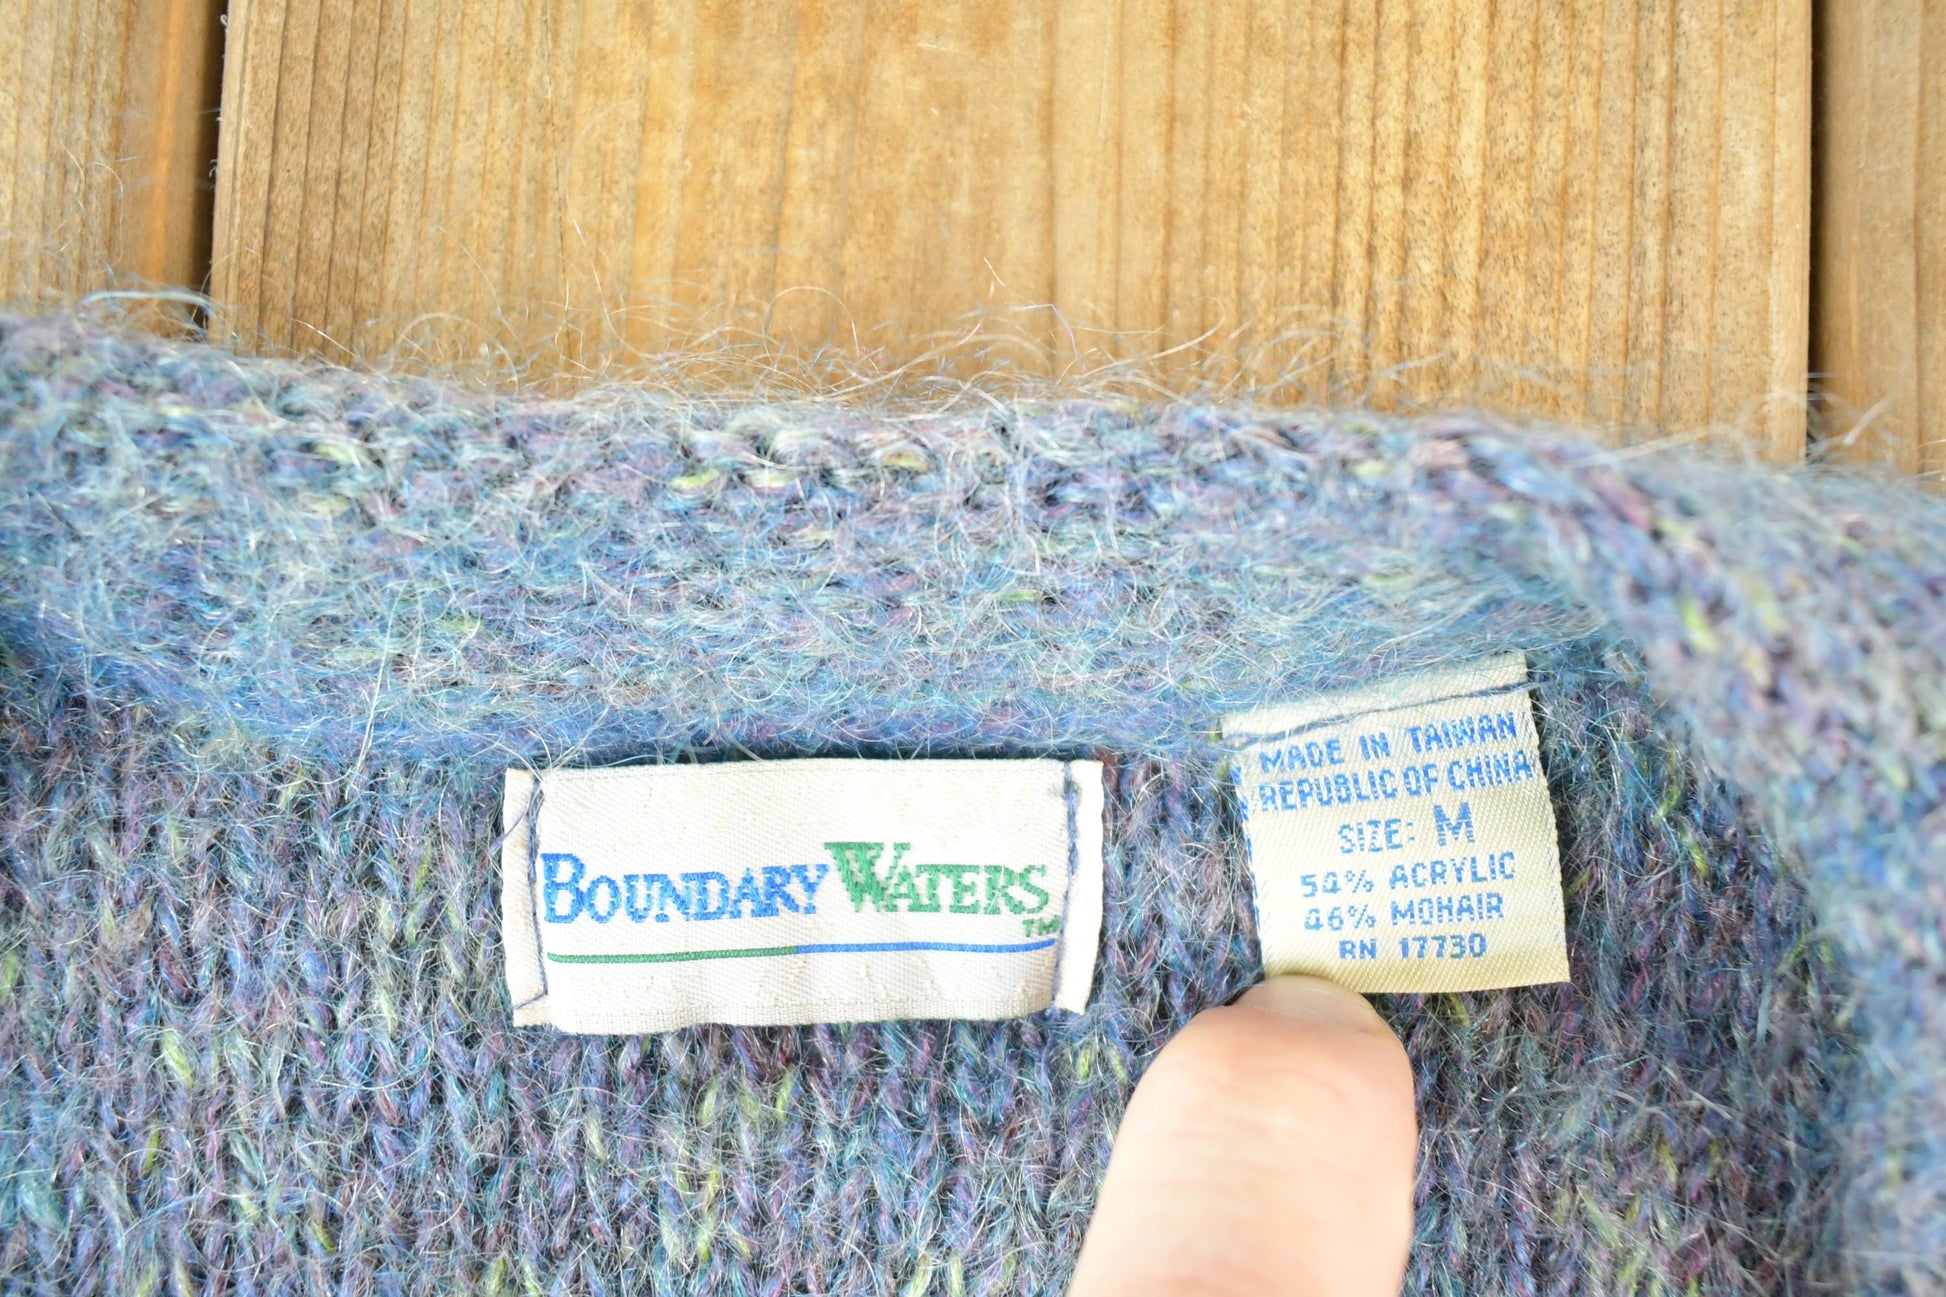 BOUNDARY WATERS
TM
MADE IN TAIWAN
REPUBLIC OF CHINA
SIZE: M
54% ACRYLIC
46% MOHAIR
RN 17730